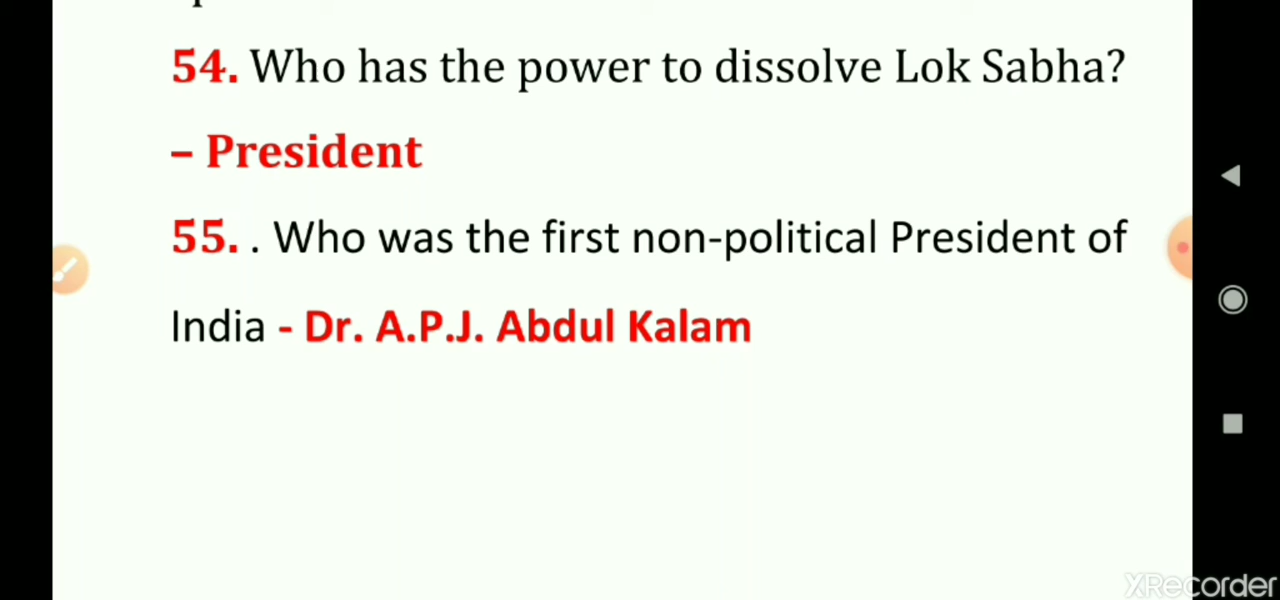 54. Who has the power to dissolve Lok Sabha?
– President
55. . Who was the first non-political President of
India - Dr. A.P.J. Abdul Kalam
XRecorder